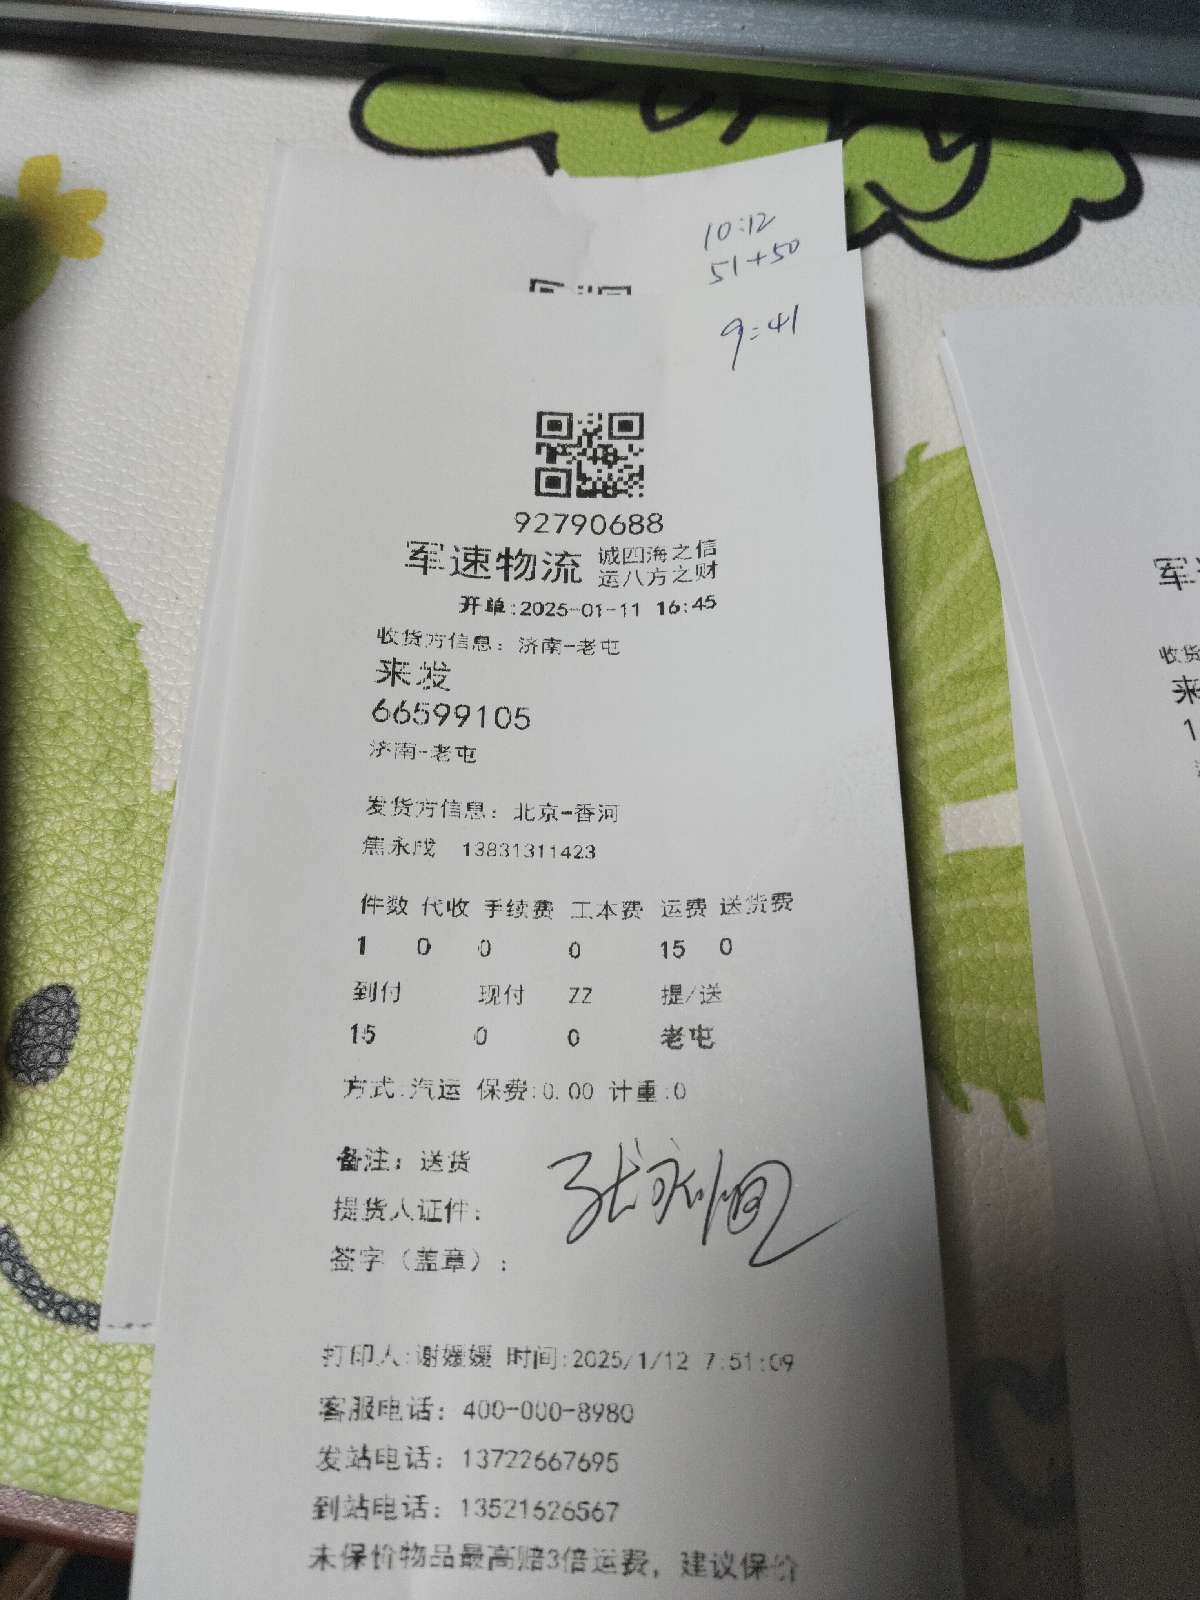 10:12
51+50
9:41
92790688
军速物流 诚四海之信
运八方之财
开单:2025-01-11 16:45
收货方信息: 济南-老屯
来发
66599105
济南-老屯
发货方信息: 北京-香河
焦永成 13831311423
件数 代收 手续费 工本费 运费 送货费
1 0 0 0 15 0
到付 现付 ZZ 提/送
15 0 0 老屯
方式:汽运 保费:0.00 计重:0
备注: 送货
提货人证件:
签字(盖章):
打印人:谢媛媛 时间:2025/1/12 7:51:09
客服电话: 400-000-8980
发站电话: 13722667695
到站电话: 13521626567
未保价物品最高赔3倍运费, 建议保价
军
收货
来
1